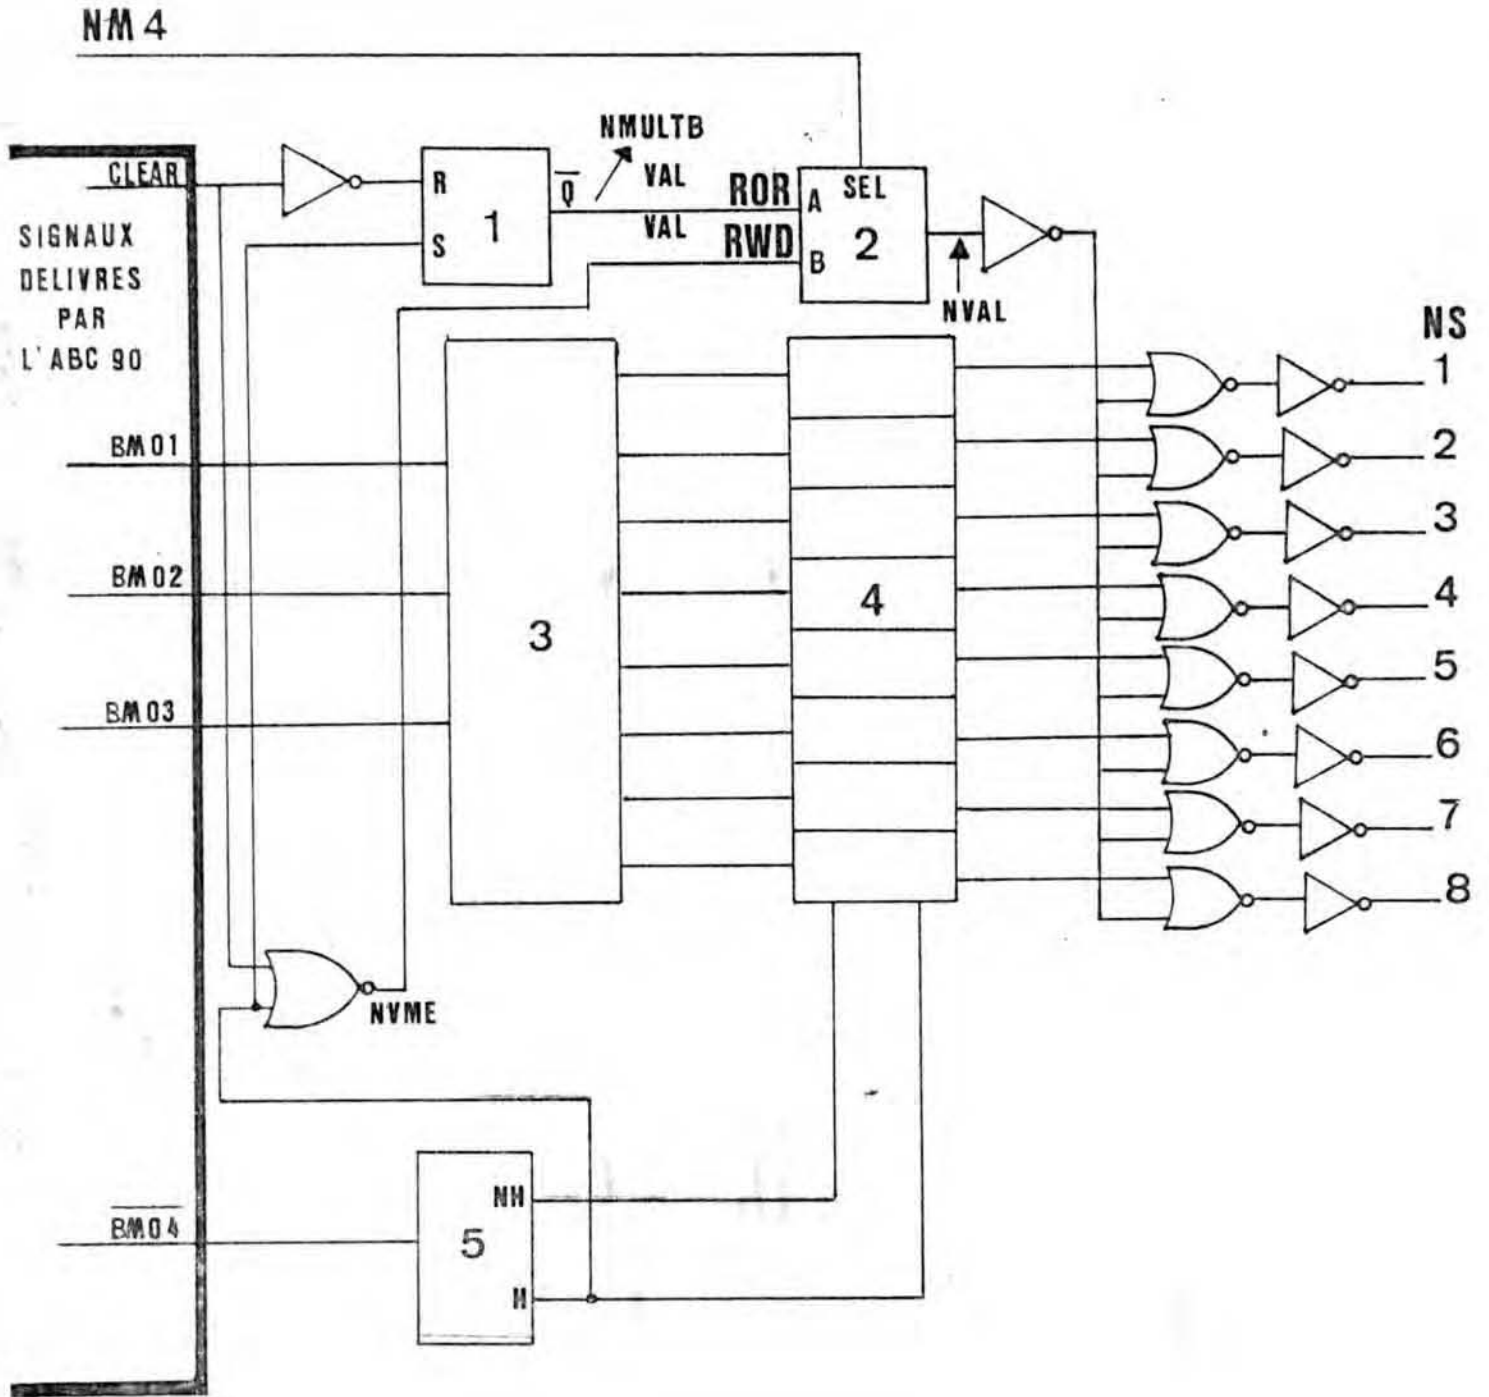 NM4
CLEAR
SIGNAUX
DELIVRES
PAR
L'ABC 90
R
S
1
Q
NMULTB
VAL
ROR
VAL
RWD
A
SEL
B
2
NVAL
NS
1
2
3
4
5
6
7
8
BM01
BM02
BM03
3
4
NVME
BM04
NH
5
H